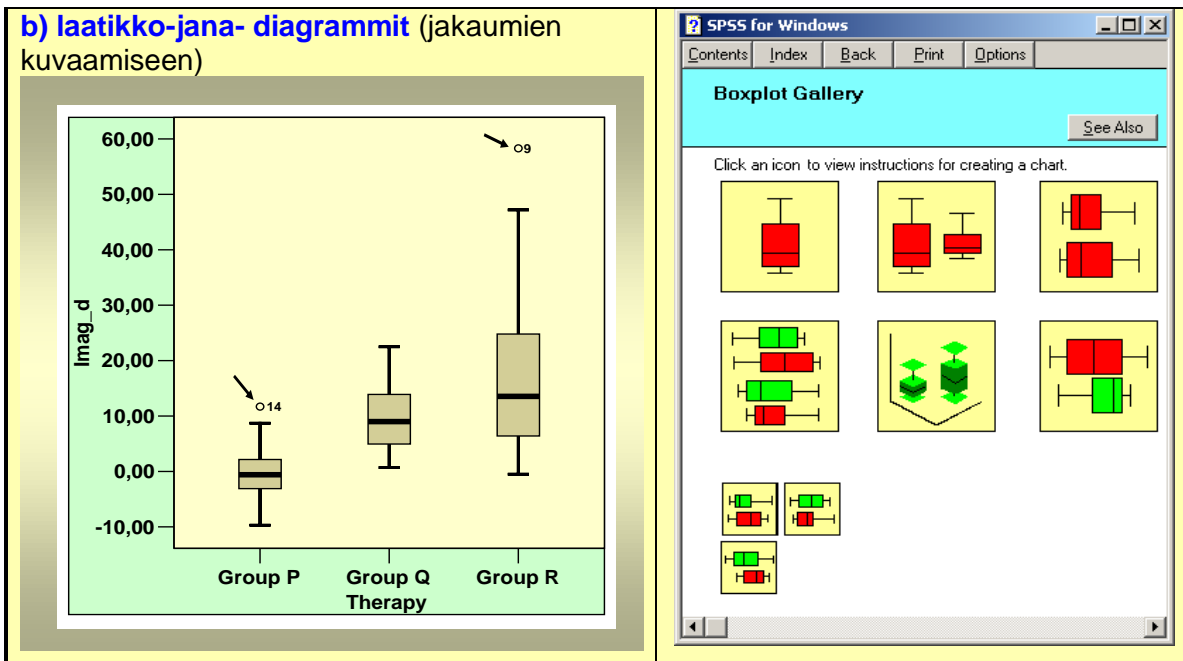 b) laatikko-jana- diagrammit (jakaumien
kuvaamiseen)
60,00
50,00
40,00
30,00
20,00
10,00
0,00
-10,00
Imag_d
9
14
Group P
Group Q
Group R
Therapy
? SPSS for Windows
Contents Index Back Print Options
Boxplot Gallery
See Also
Click an icon to view instructions for creating a chart.